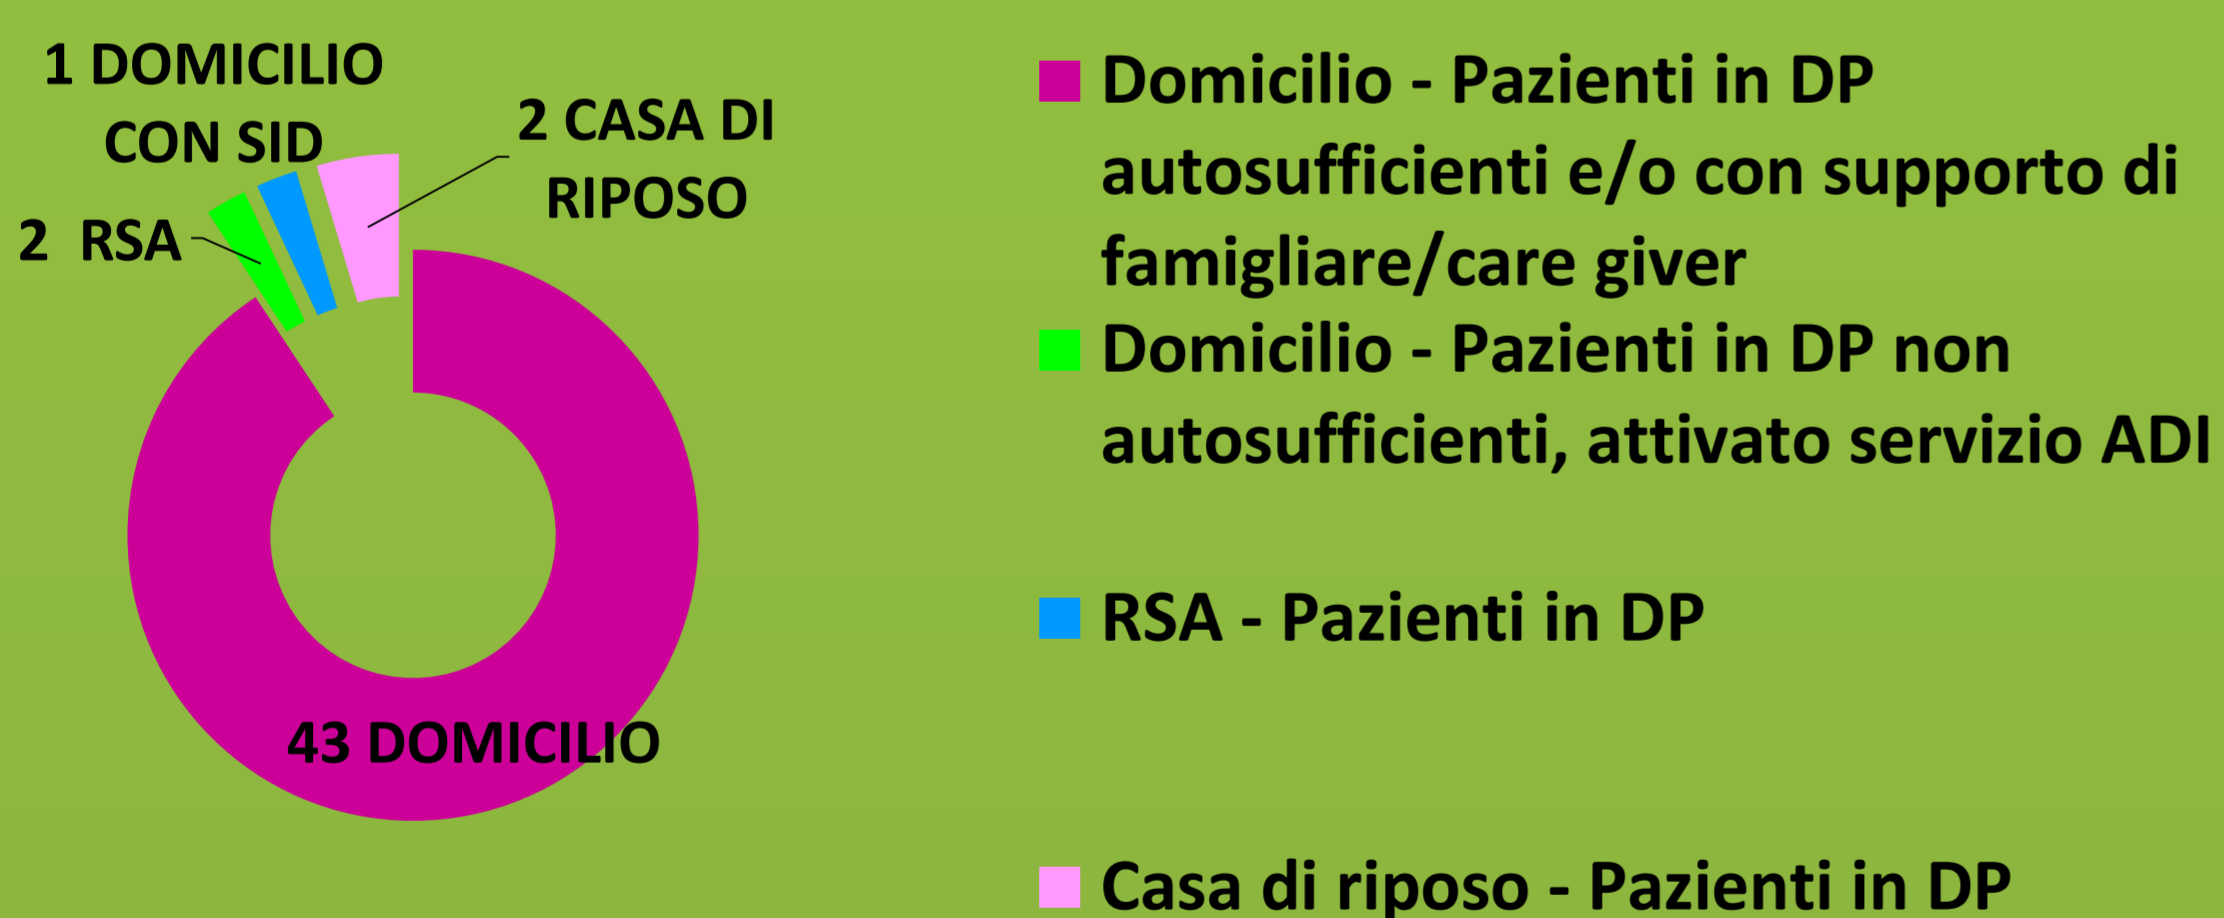 1 DOMICILIO
CON SID
2 CASA DI
RIPOSO
2 RSA
43 DOMICILIO
Domicilio - Pazienti in DP
autosufficienti e/o con supporto di
famigliare/care giver
Domicilio - Pazienti in DP non
autosufficienti, attivato servizio ADI
RSA - Pazienti in DP
Casa di riposo - Pazienti in DP